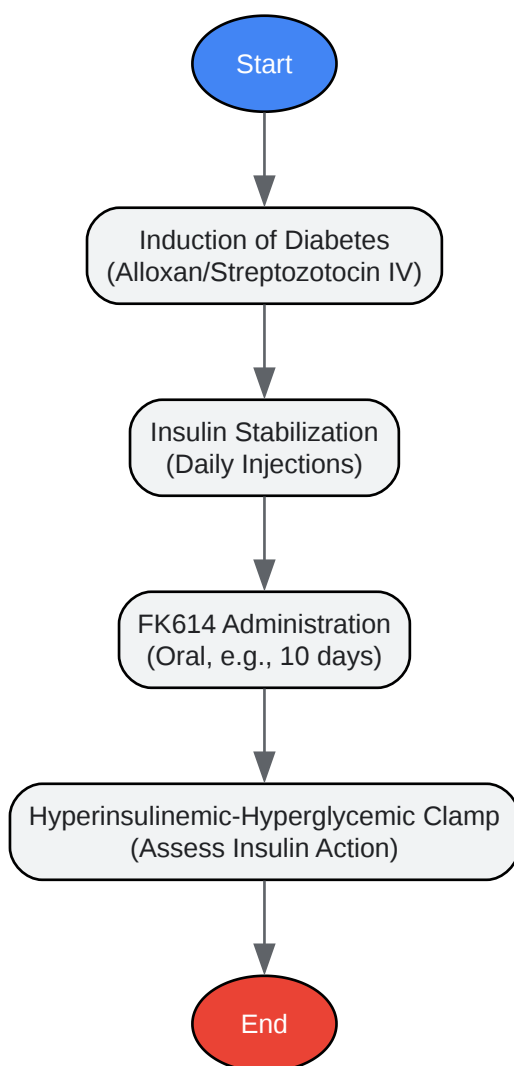 Start
Induction of Diabetes
(Alloxan/Streptozotocin IV)
Insulin Stabilization
(Daily Injections)
FK614 Administration
(Oral, e.g., 10 days)
Hyperinsulinemic-Hyperglycemic Clamp
(Assess Insulin Action)
End